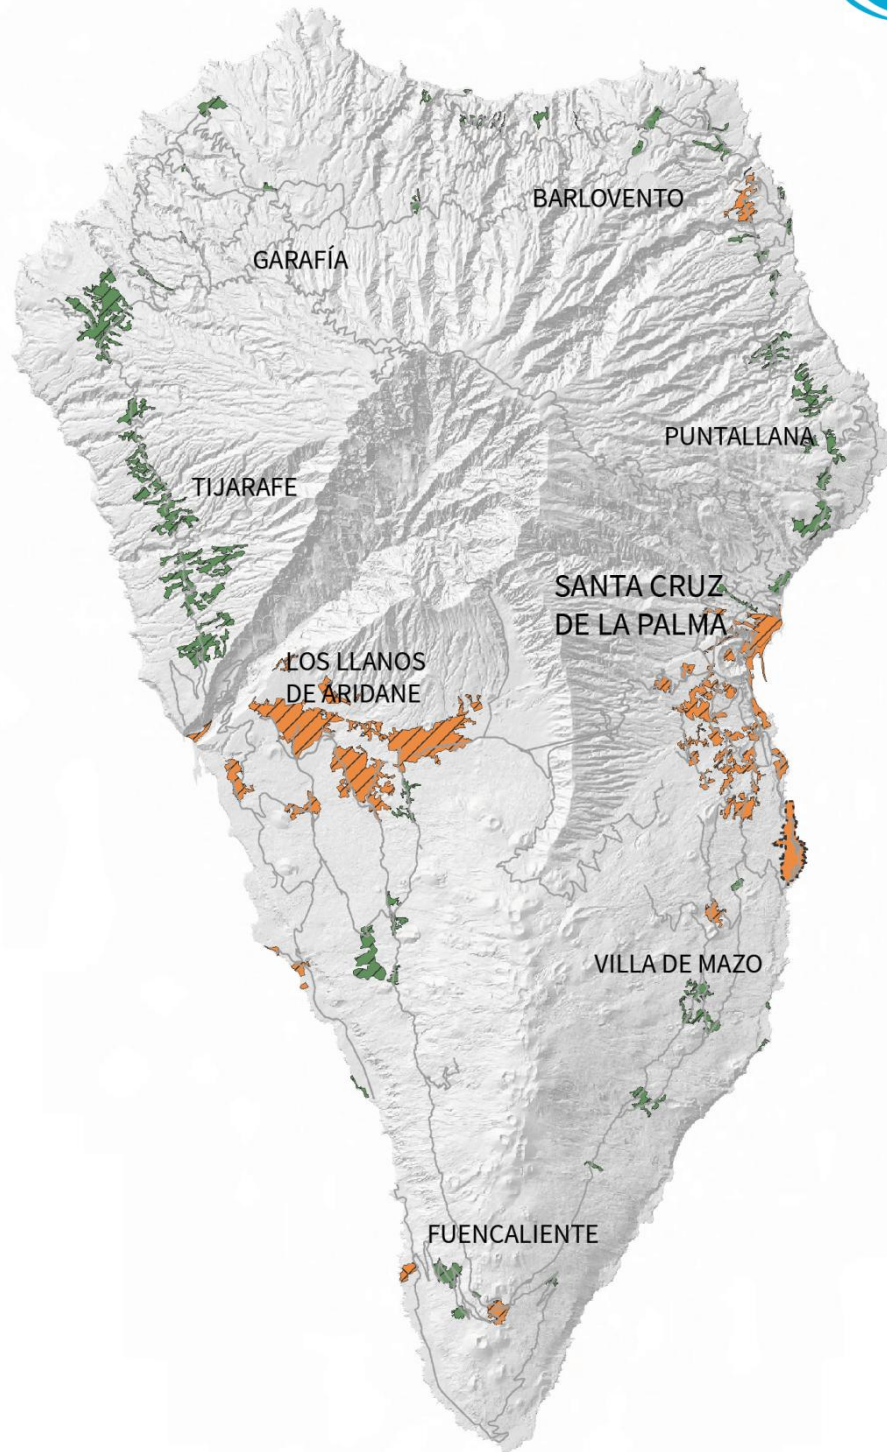 BARLOVENTO
GARAFÍA
PUNTALLANA
TIJARAFE
SANTA CRUZ
DE LA PALMA
LOS LLANOS
DE ARIDANE
VILLA DE MAZO
FUENCALIENTE